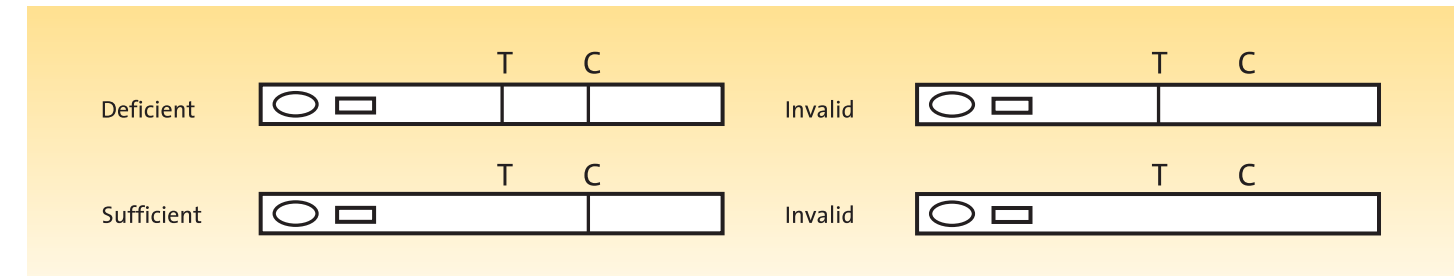 T C
Deficient
T C
Invalid
T C
Sufficient
T C
Invalid